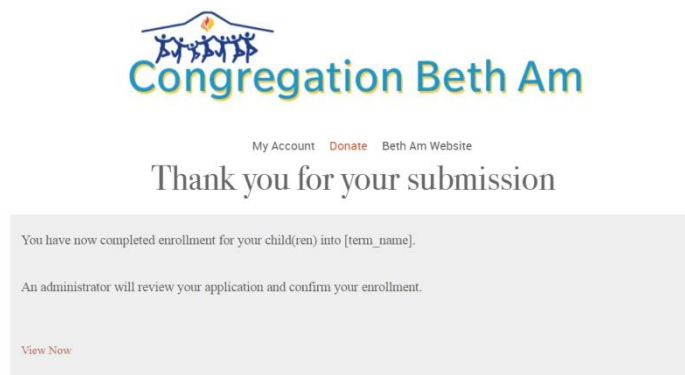 Congregation Beth Am
My Account Donate Beth Am Website
Thank you for your submission
You have now completed enrollment for your child(ren) into [term_name].
An administrator will review your application and confirm your enrollment.
View Now